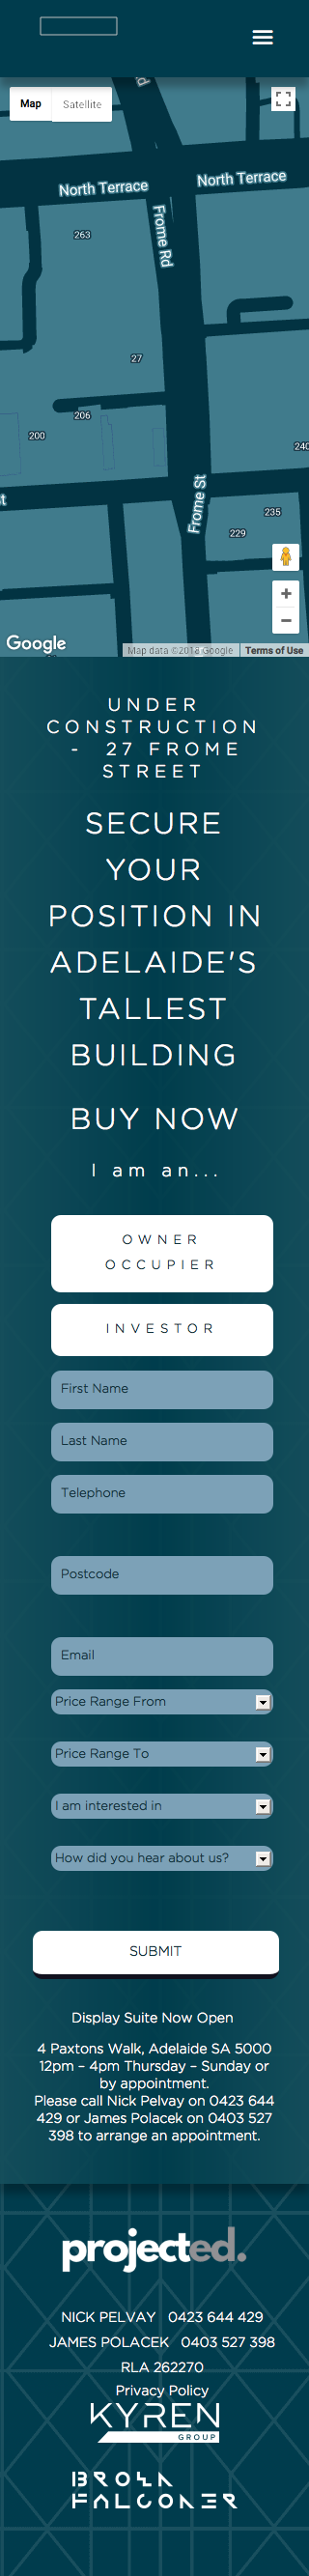 Map
Satellite
Rd
North Terrace
North Terrace
Frome Rd
263
27
206
200
240
st
Frome St
235
229
Google
Map data ©2018 Google
Terms of Use
UNDER
CONSTRUCTION
- 27 FROME
STREET
SECURE
YOUR
POSITION IN
ADELAIDE'S
TALLEST
BUILDING
BUY NOW
I am an...
OWNER
OCCUPIER
INVESTOR
First Name
Last Name
Telephone
Postcode
Email
Price Range From
Price Range To
I am interested in
How did you hear about us?
SUBMIT
Display Suite Now Open
4 Paxtons Walk, Adelaide SA 5000
12pm – 4pm Thursday – Sunday or
by appointment.
Please call Nick Pelvay on 0423 644
429 or James Polacek on 0403 527
398 to arrange an appointment.
projected.
NICK PELVAY 0423 644 429
JAMES POLACEK 0403 527 398
RLA 262270
Privacy Policy
KYREN
GROUP
BROWN
FALCONER